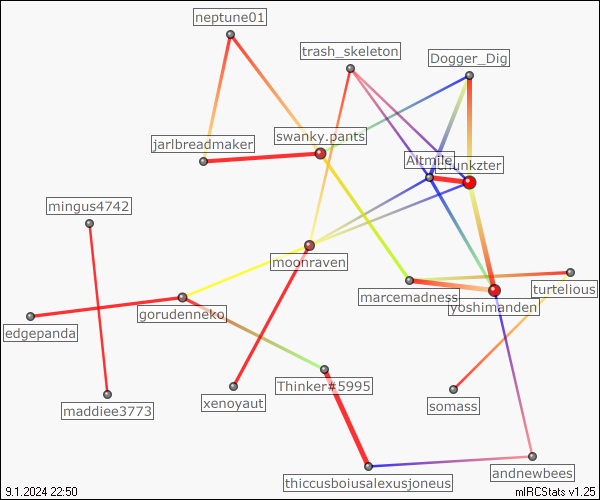 neptune01
trash_skeleton
Dogger_Dig
swanky.pants
jarlbreadmaker
Altmile
chunkzter
mingus4742
moonraven
turtelious
marcemadness
yoshimanden
gorudenneko
edgepanda
Thinker#5995
xenoyaut
somass
maddiee3773
andnewbees
thiccusboiusalexusjoneus
9.1.2024 22:50
mIRCStats v1.25